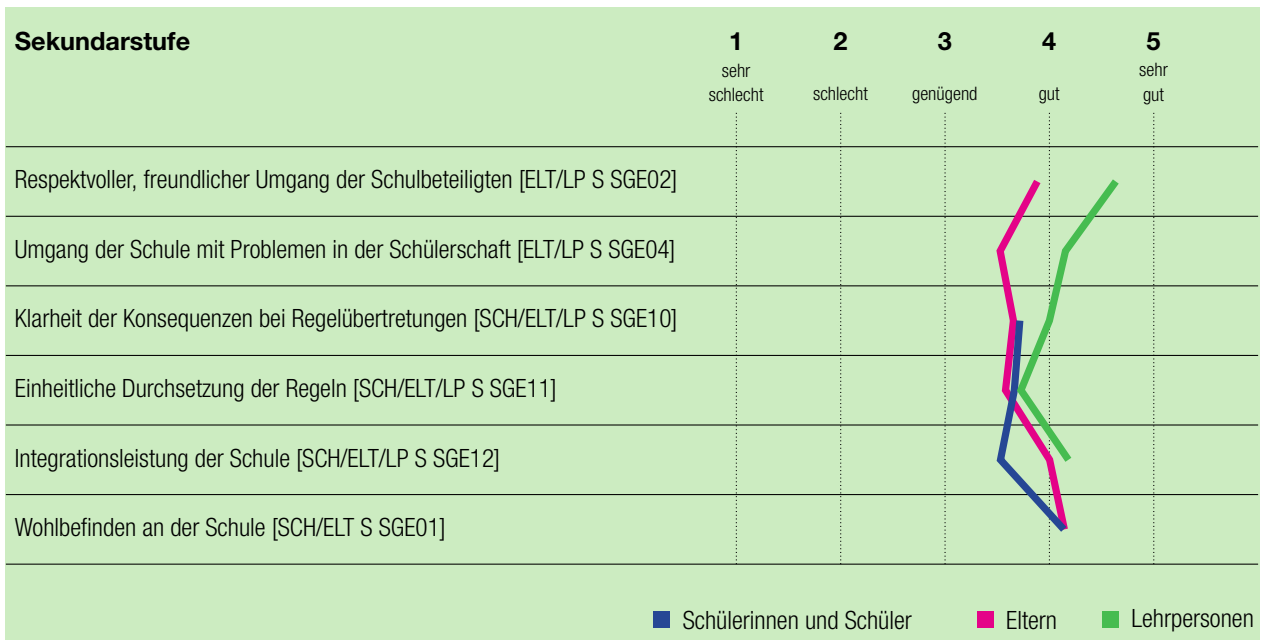 Sekundarstufe
1 2 3 4 5
sehr schlecht schlecht genügend gut sehr gut
Respektvoller, freundlicher Umgang der Schulbeteiligten [ELT/LP S SGE02]
Umgang der Schule mit Problemen in der Schülerschaft [ELT/LP S SGE04]
Klarheit der Konsequenzen bei Regelübertretungen [SCH/ELT/LP S SGE10]
Einheitliche Durchsetzung der Regeln [SCH/ELT/LP S SGE11]
Integrationsleistung der Schule [SCH/ELT/LP S SGE12]
Wohlbefinden an der Schule [SCH/ELT S SGE01]
Schülerinnen und Schüler Eltern Lehrpersonen